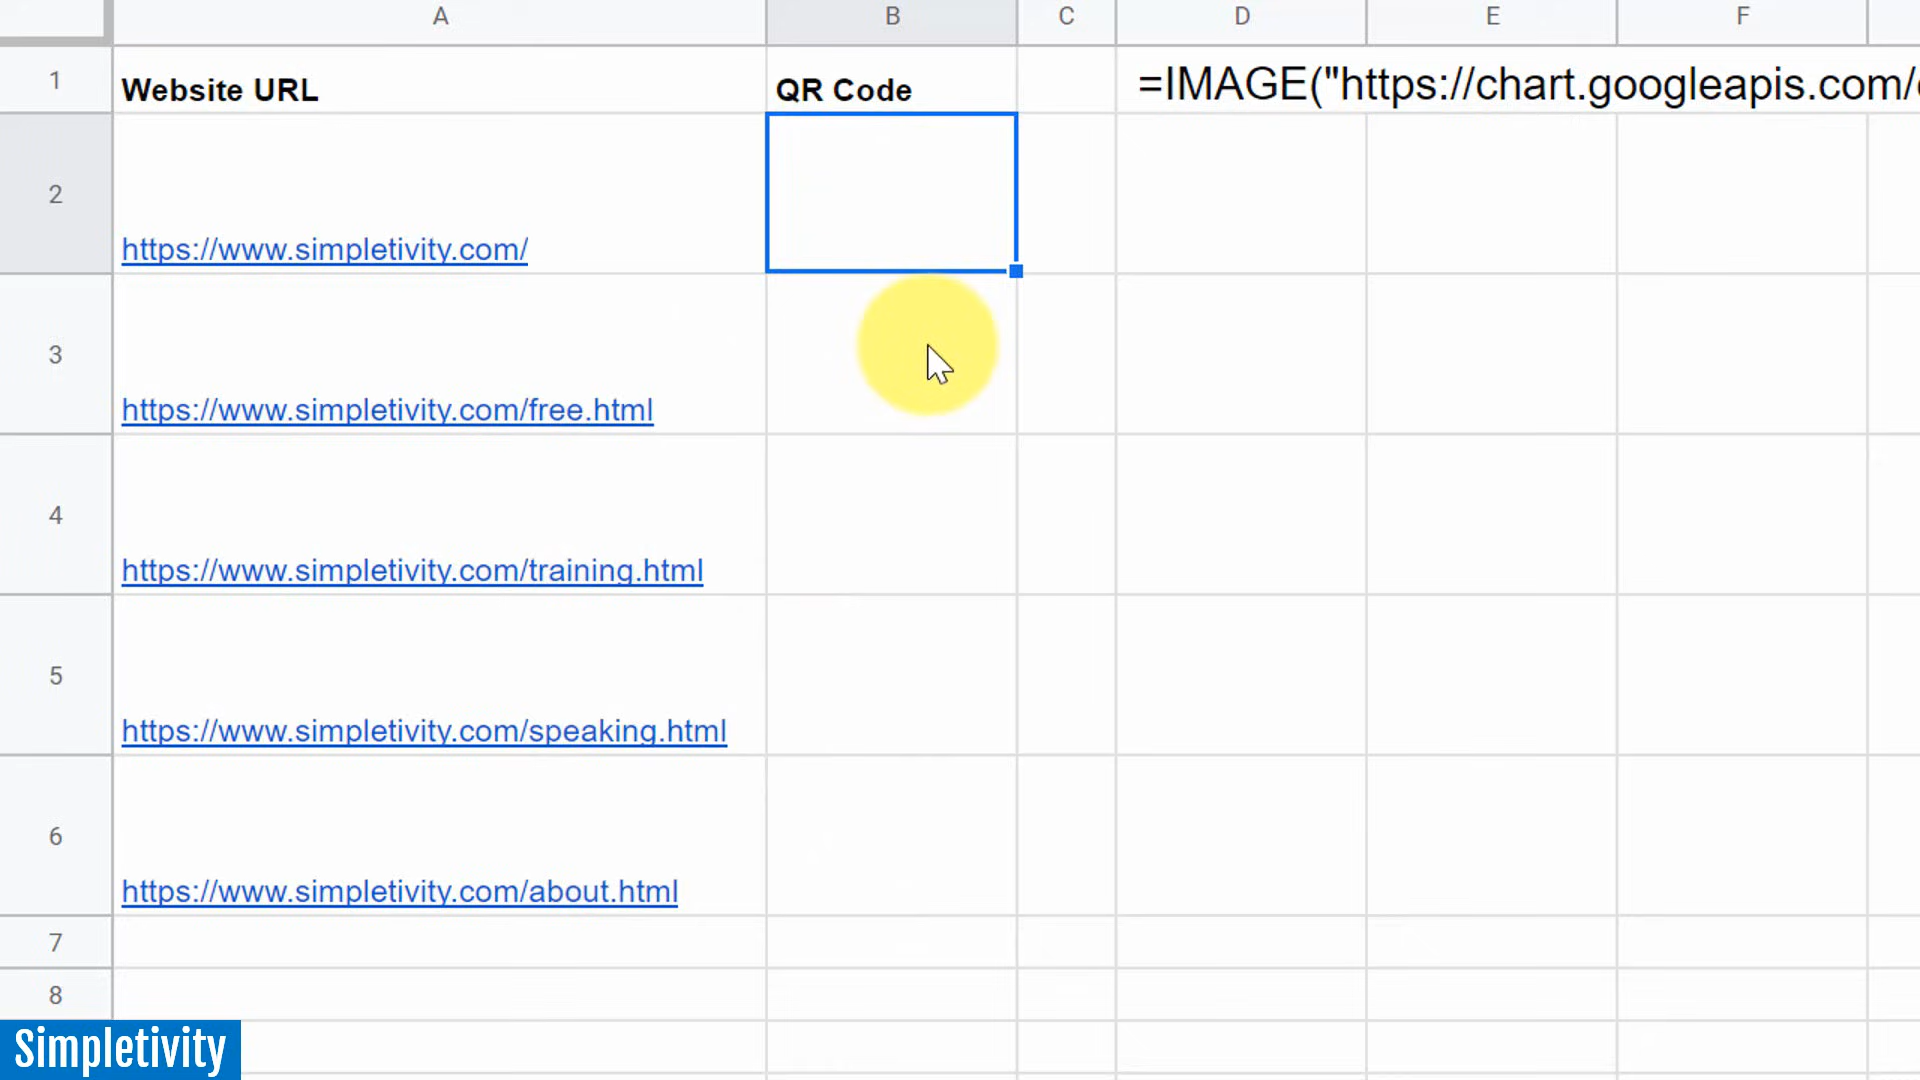 A B C D E F
1 Website URL QR Code =IMAGE("https://chart.googleapis.com/
2 https://www.simpletivity.com/
3 https://www.simpletivity.com/free.html
4 https://www.simpletivity.com/training.html
5 https://www.simpletivity.com/speaking.html
6 https://www.simpletivity.com/about.html
7
8
Simpletivity